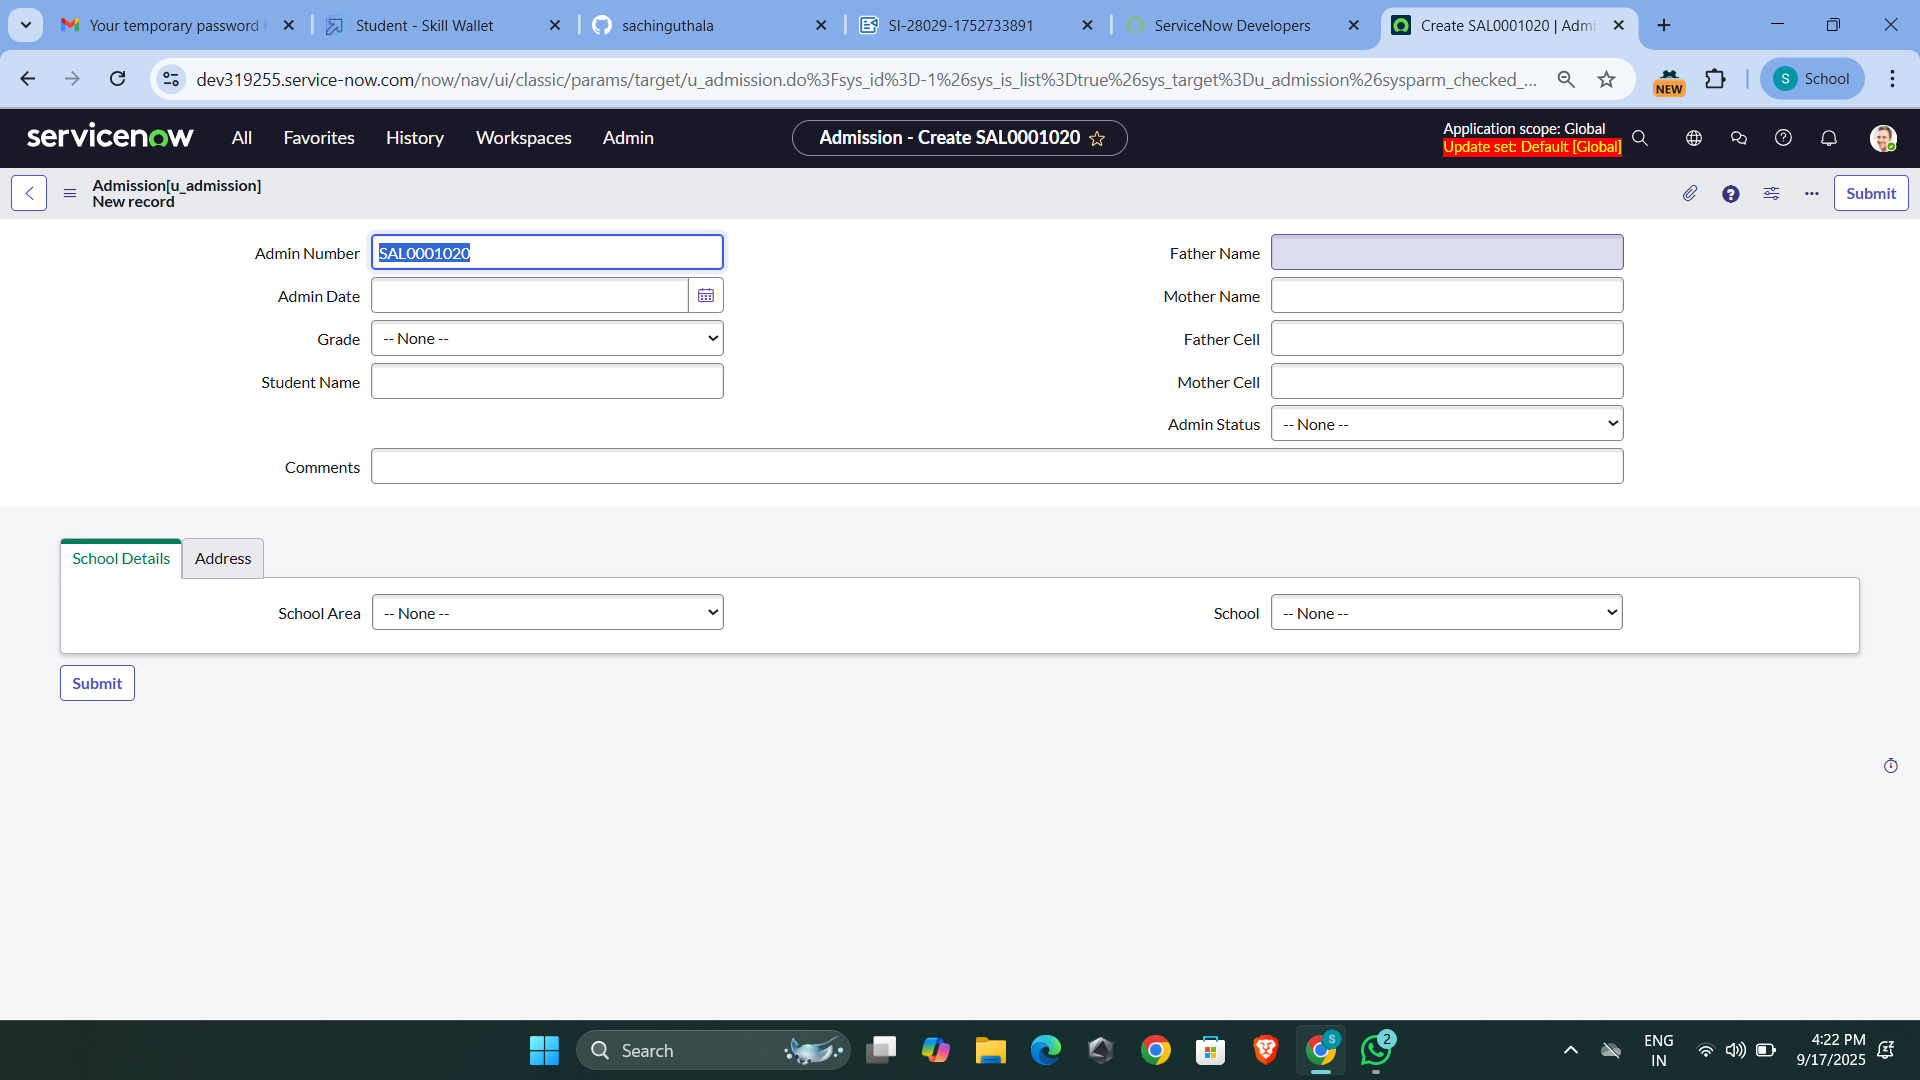 Your temporary password
Student - Skill Wallet
sachinguthala
SI-28029-1752733891
ServiceNow Developers
Create SAL0001020 | Admi
dev319255.service-now.com/now/nav/ui/classic/params/target/u_admission.do%3Fsys_id%3D-1%26sys_is_list%3Dtrue%26sys_target%3Du_admission%26sysparm_checked_...
NEW
S School
servicenow
All
Favorites
History
Workspaces
Admin
Admission - Create SAL0001020
Application scope: Global
Update set: Default [Global]
Admission[u_admission]
New record
Submit
Admin Number SAL0001020
Father Name
Admin Date
Mother Name
Grade -- None --
Father Cell
Student Name
Mother Cell
Admin Status -- None --
Comments
School Details
Address
School Area -- None --
School -- None --
Submit
Search
S
2
ENG
IN
4:22 PM
9/17/2025